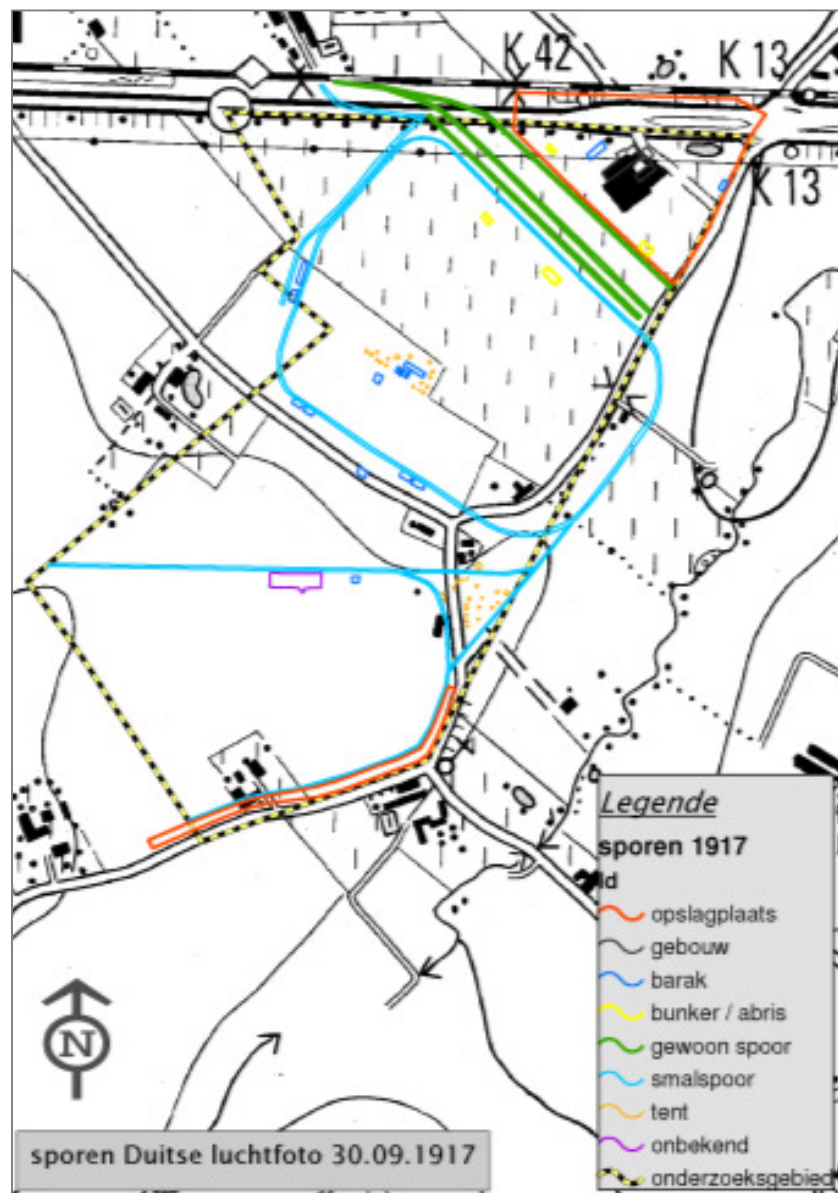 K 42
K 13
K 13
N
Legende
sporen 1917
Id
opslagplaats
gebouw
barak
bunker / abris
gewoon spoor
smalspoor
tent
onbekend
onderzoeksgebied
sporen Duitse luchtfoto 30.09.1917